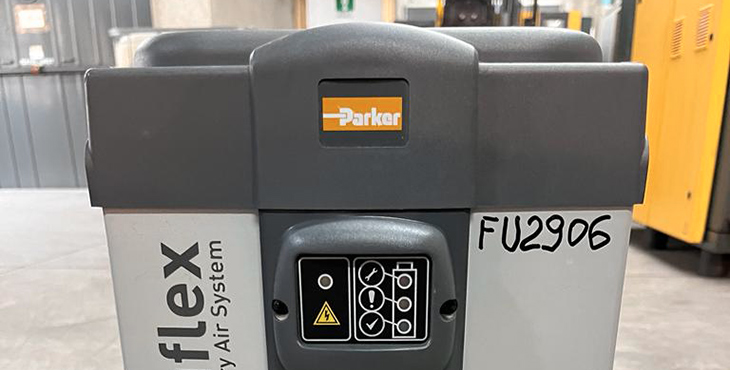 Parker
FU2906
flex
y Air System